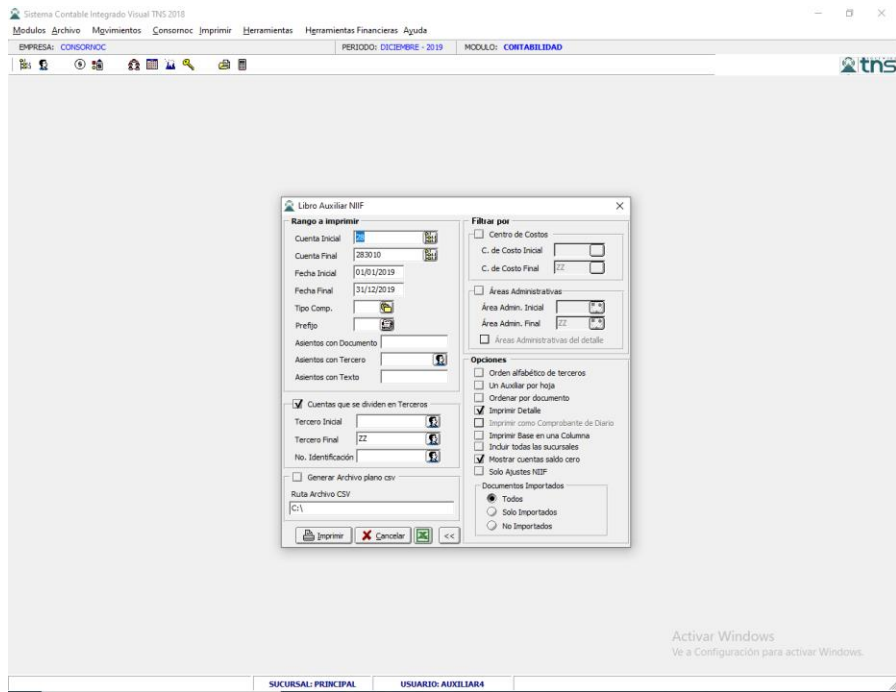 Sistema Contable Integrado Visual TNS 2018
Modulos Archivo Movimientos Consornoc Imprimir Herramientas Herramientas Financieras Ayuda
EMPRESA: CONSORNOC PERIODO: DICIEMBRE - 2019 MODULO: CONTABILIDAD
tns
Libro Auxiliar NIIF
Rango a imprimir
Cuenta Inicial 28
Cuenta Final 283010
Fecha Inicial 01/01/2019
Fecha Final 31/12/2019
Tipo Comp.
Prefijo
Asientos con Documento
Asientos con Tercero
Asientos con Texto
Cuentas que se dividen en Terceros
Tercero Inicial
Tercero Final ZZ
No. Identificación
Generar Archivo plano csv
Ruta Archivo CSV
C:\
Imprimir Cancelar <<
Filtrar por
Centro de Costos
C. de Costo Inicial
C. de Costo Final ZZ
Áreas Administrativas
Área Admin. Inicial
Área Admin. Final ZZ
Áreas Administrativas del detalle
Opciones
Orden alfabético de terceros
Un Auxiliar por hoja
Ordenar por documento
Imprimir Detalle
Imprimir como Comprobante de Diario
Imprimir Base en una Columna
Incluir todas las sucursales
Mostrar cuentas saldo cero
Solo Ajustes NIIF
Documentos Importados
Todos
Solo Importados
No Importados
Activar Windows
Ve a Configuración para activar Windows.
SUCURSAL: PRINCIPAL USUARIO: AUXILIAR4